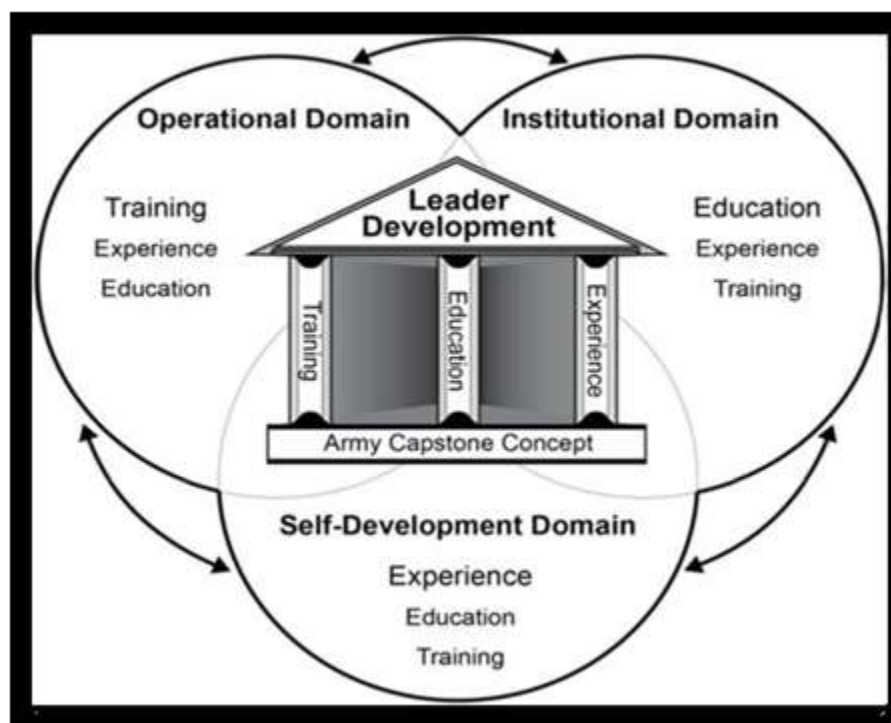 Operational Domain
Institutional Domain
Training
Experience
Education
Leader
Development
Education
Experience
Training
Training
Education
Experience
Army Capstone Concept
Self-Development Domain
Experience
Education
Training